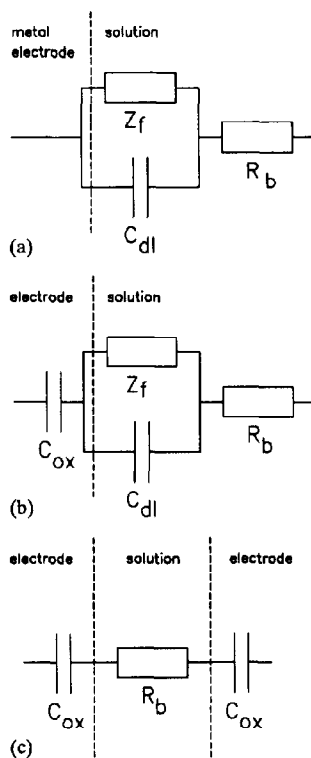 metal electrode
solution
Z_f
C_dl
R_b
(a)
electrode
solution
Z_f
C_ox
C_dl
R_b
(b)
electrode
solution
electrode
C_ox
R_b
C_ox
(c)